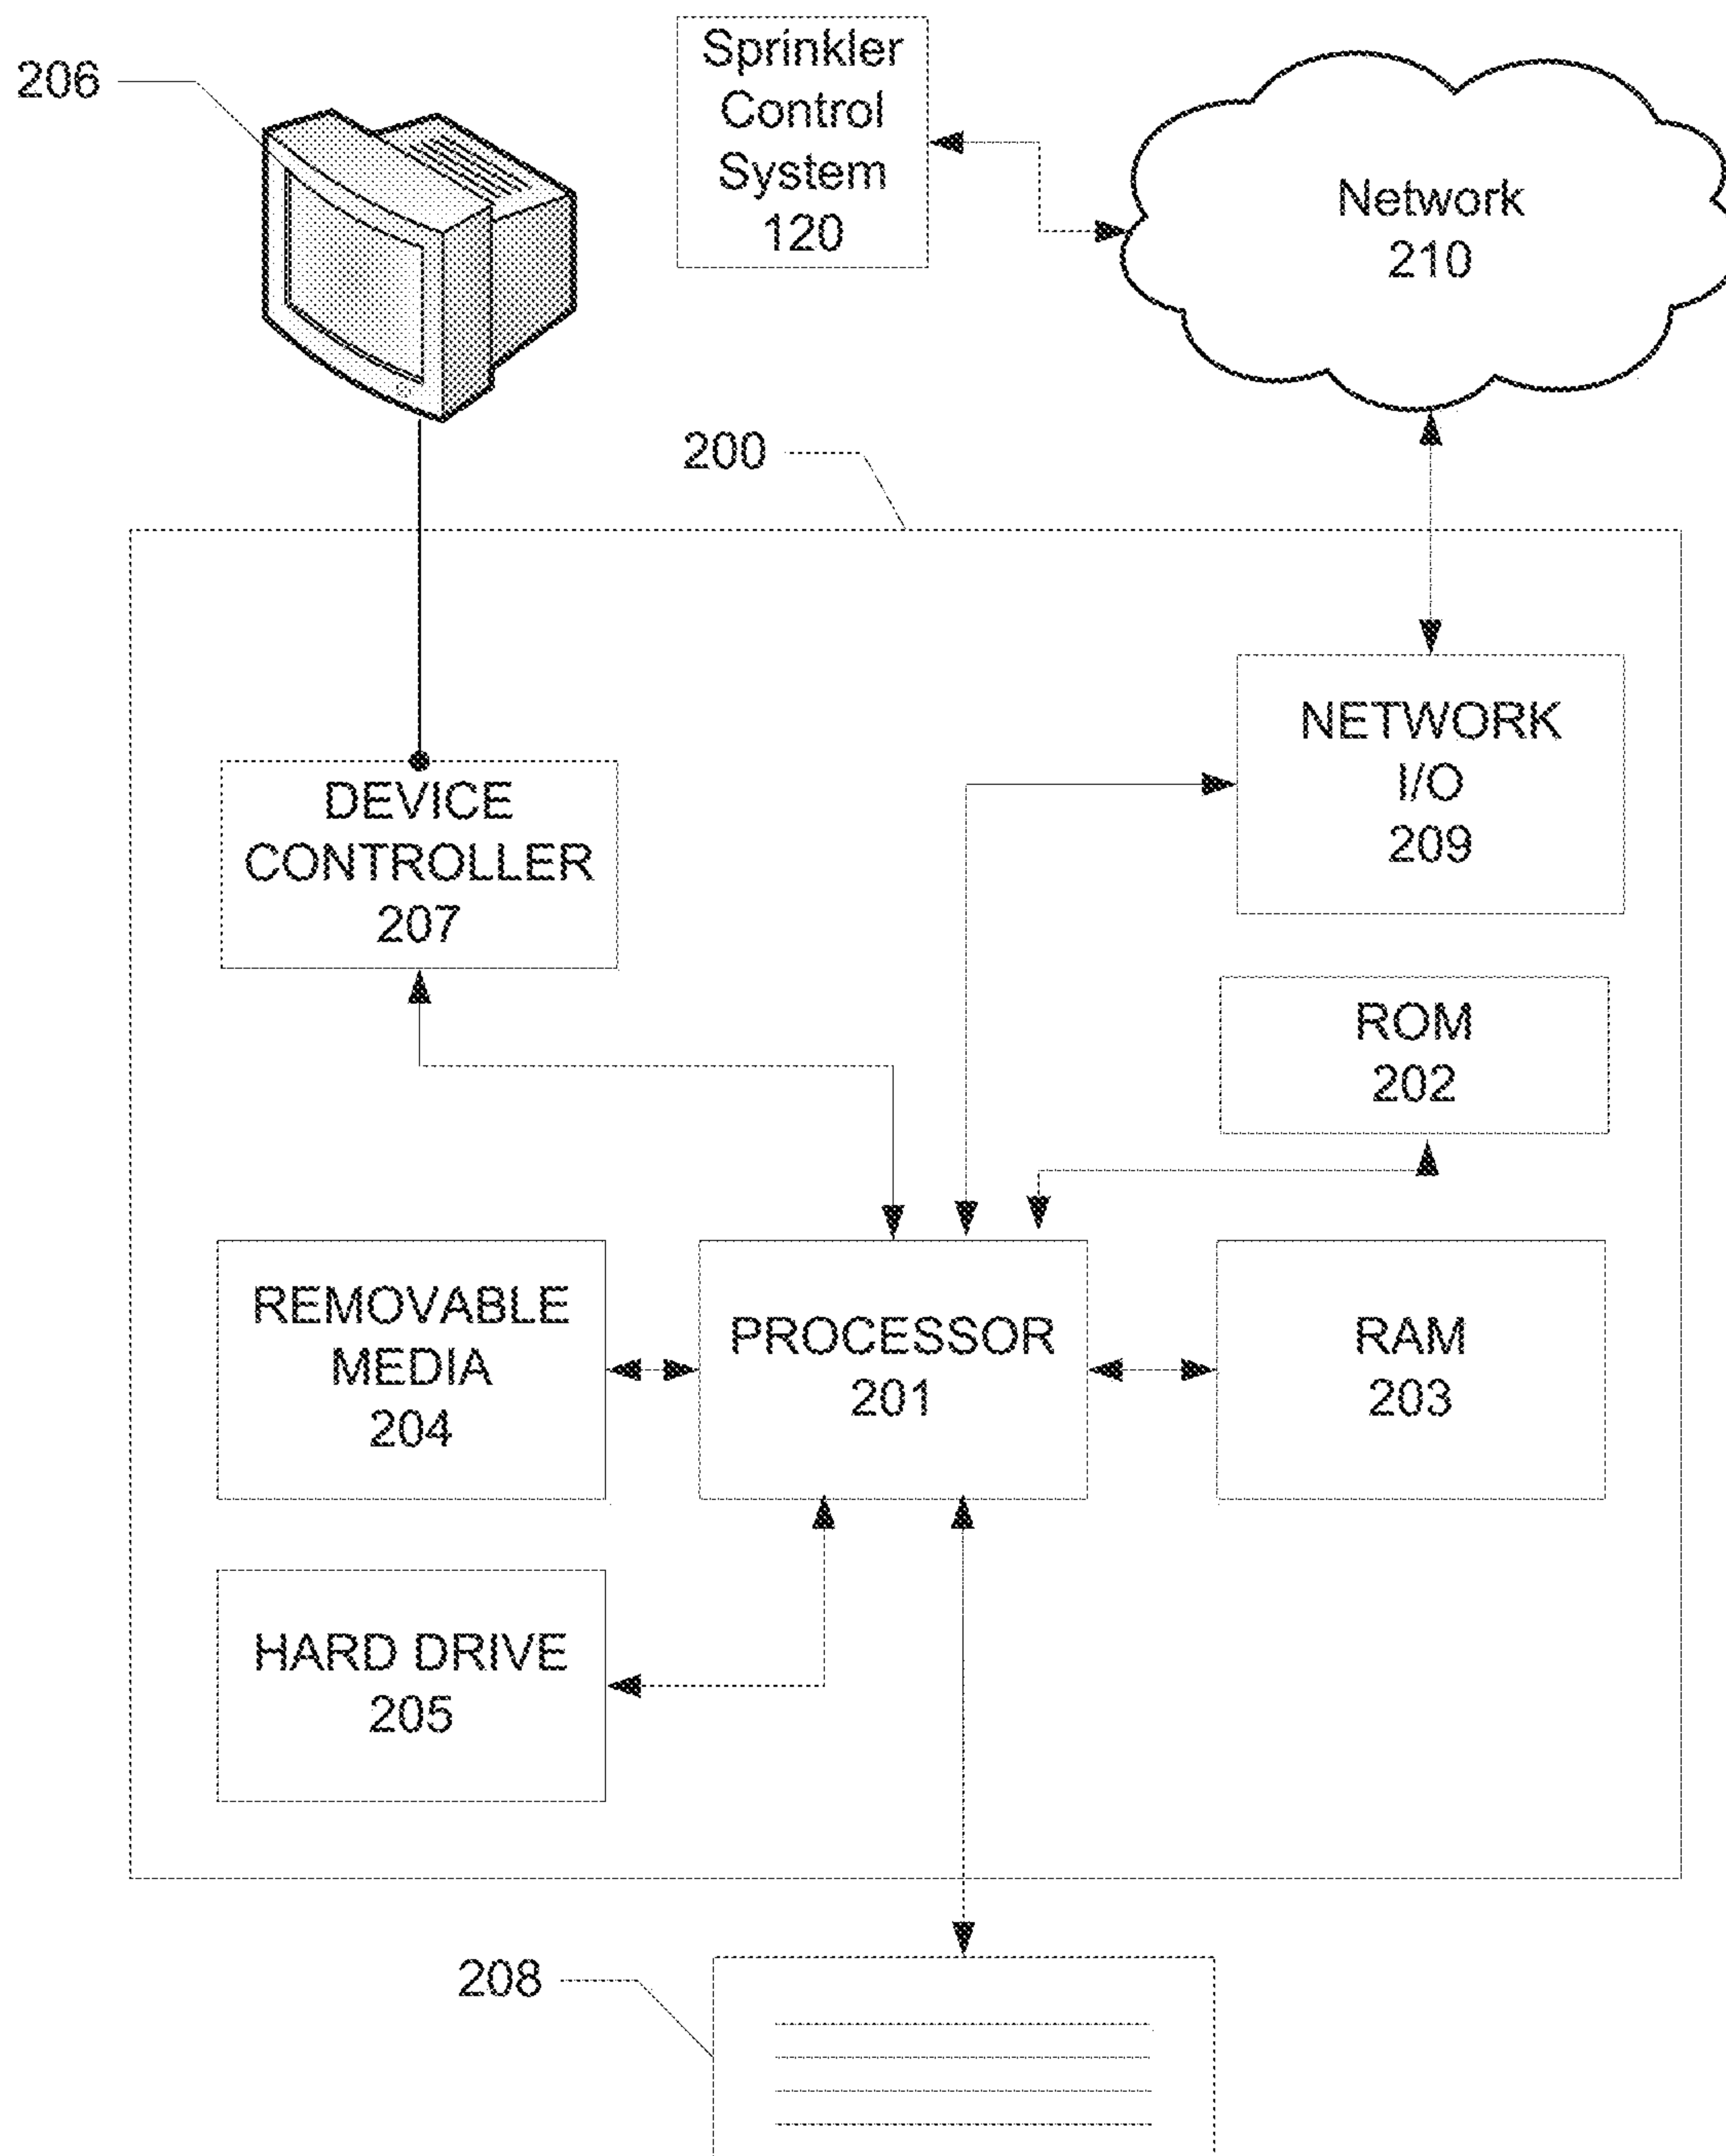 206
Sprinkler
Control
System
120
Network
210
200
DEVICE
CONTROLLER
207
NETWORK
I/O
209
ROM
202
REMOVABLE
MEDIA
204
PROCESSOR
201
RAM
203
HARD DRIVE
205
208